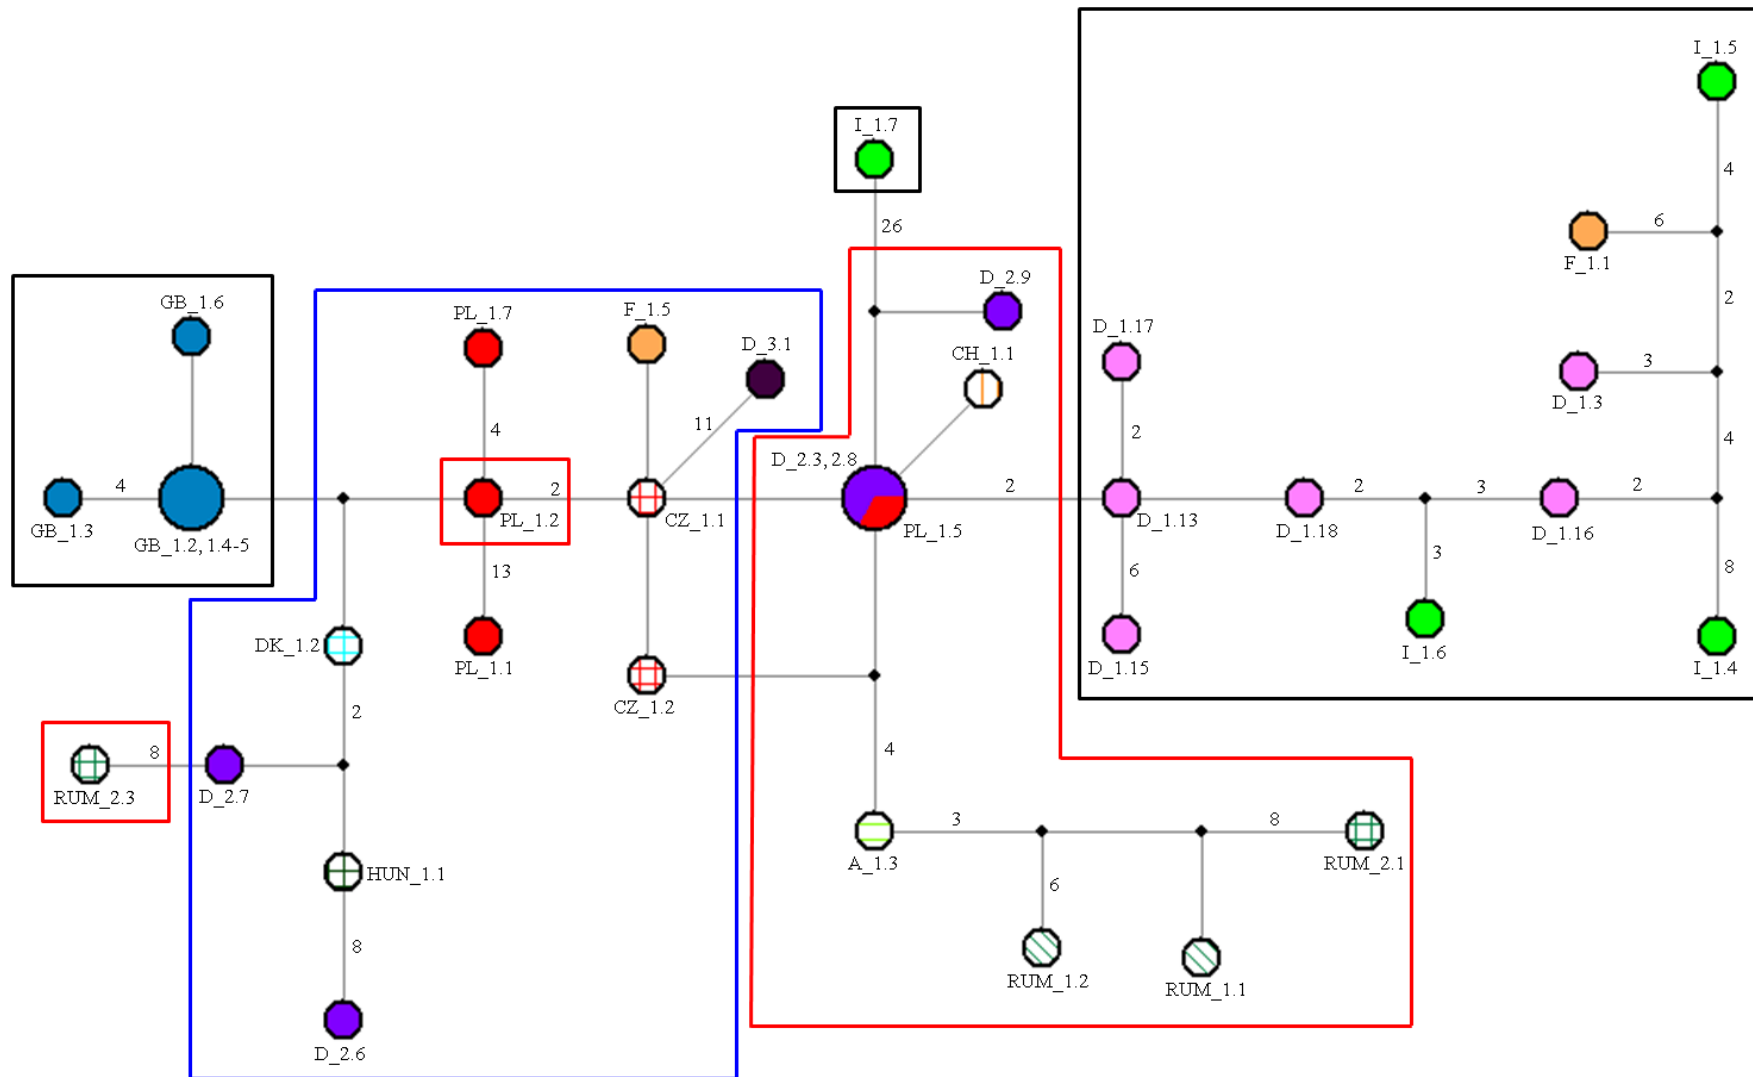 I_1.5
I_1.7
4
26
6
F_1.1
D_2.9
GB_1.6
2
PL_1.7
F_1.5
D_1.17
D_3.1
CH_1.1
3
D_1.3
11
4
2
4
D_2.3, 2.8
4
2
2
2
3
2
GB_1.3
GB_1.2, 1.4-5
PL_1.2
CZ_1.1
PL_1.5
D_1.13
D_1.18
D_1.16
13
6
3
8
DK_1.2
PL_1.1
D_1.15
I_1.6
I_1.4
CZ_1.2
2
8
4
RUM_2.3
D_2.7
3
8
A_1.3
RUM_2.1
HUN_1.1
6
8
RUM_1.2
RUM_1.1
D_2.6